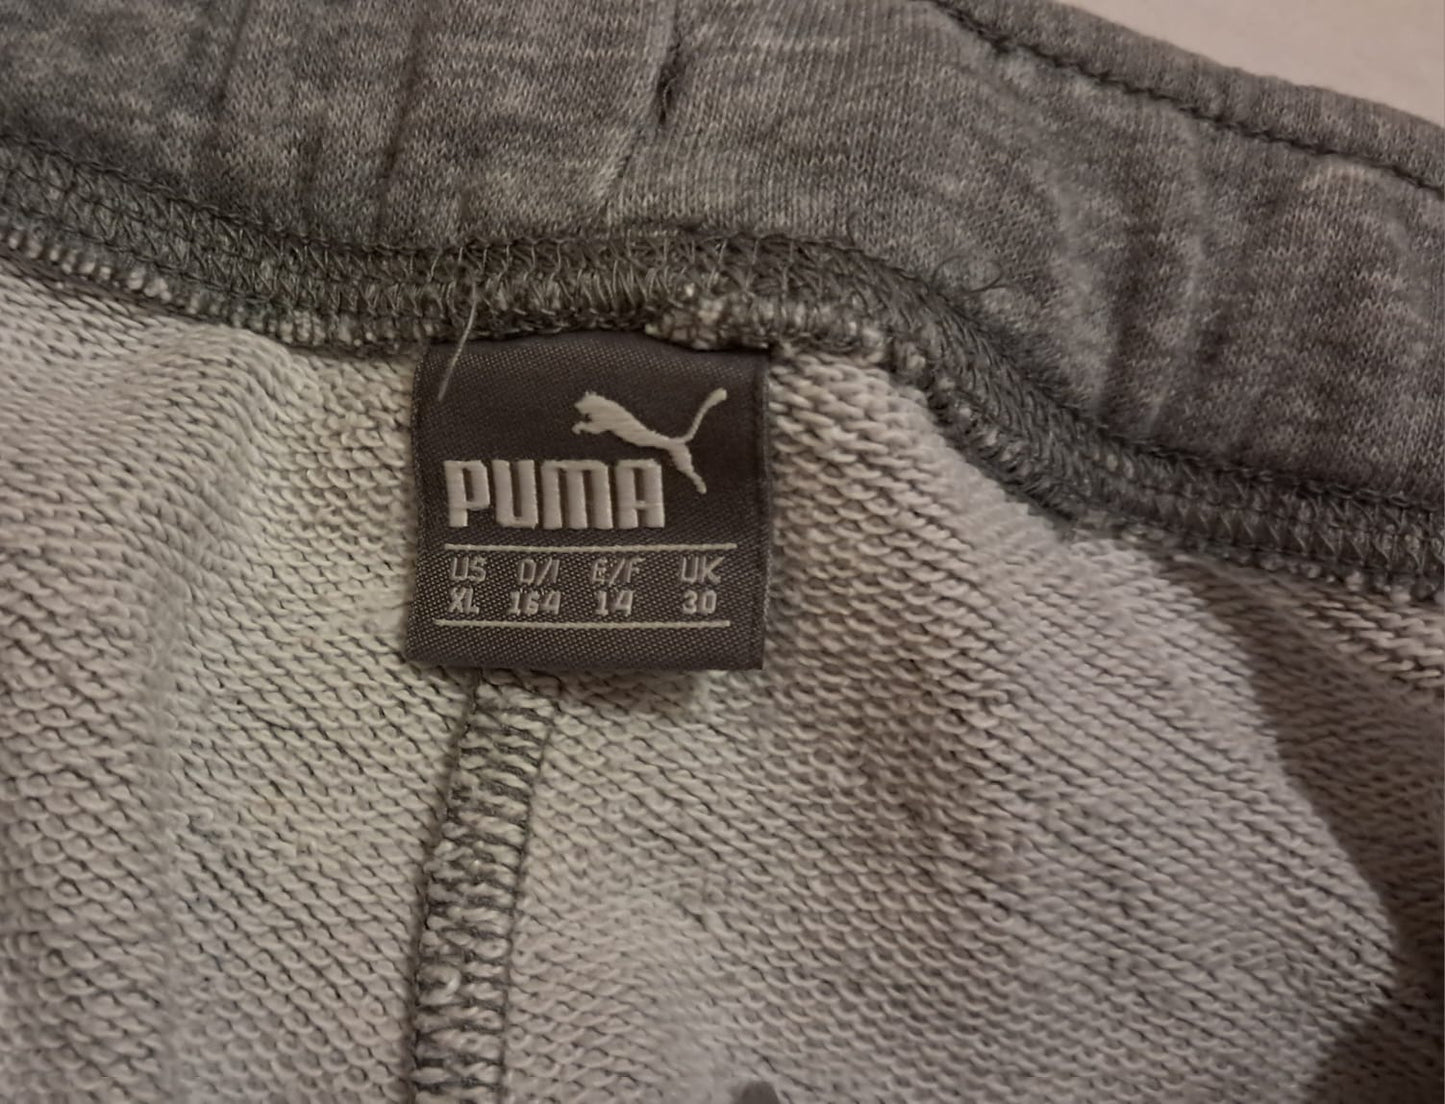 PUMA
US D/I E/F UK
XL 164 14 30